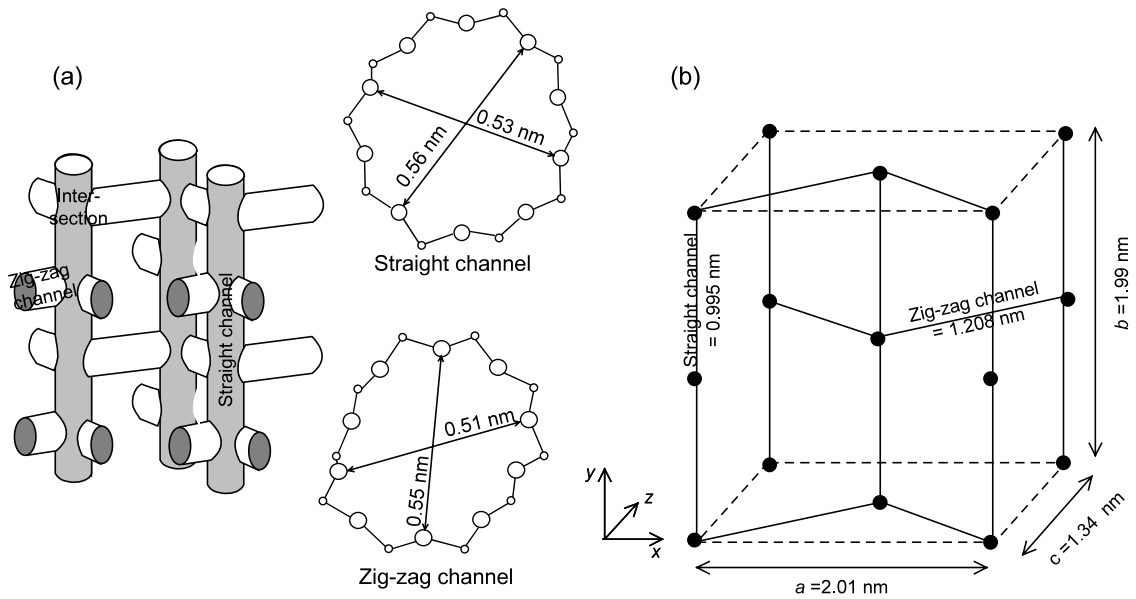 (a)
Inter-
section
Zig-zag
channel
Straight channel
0.53 nm
0.56 nm
Straight channel
0.51 nm
0.55 nm
Zig-zag channel
(b)
Straight channel
= 0.995 nm
Zig-zag channel
= 1.208 nm
b =1.99 nm
c =1.34 nm
a =2.01 nm
y
z
x